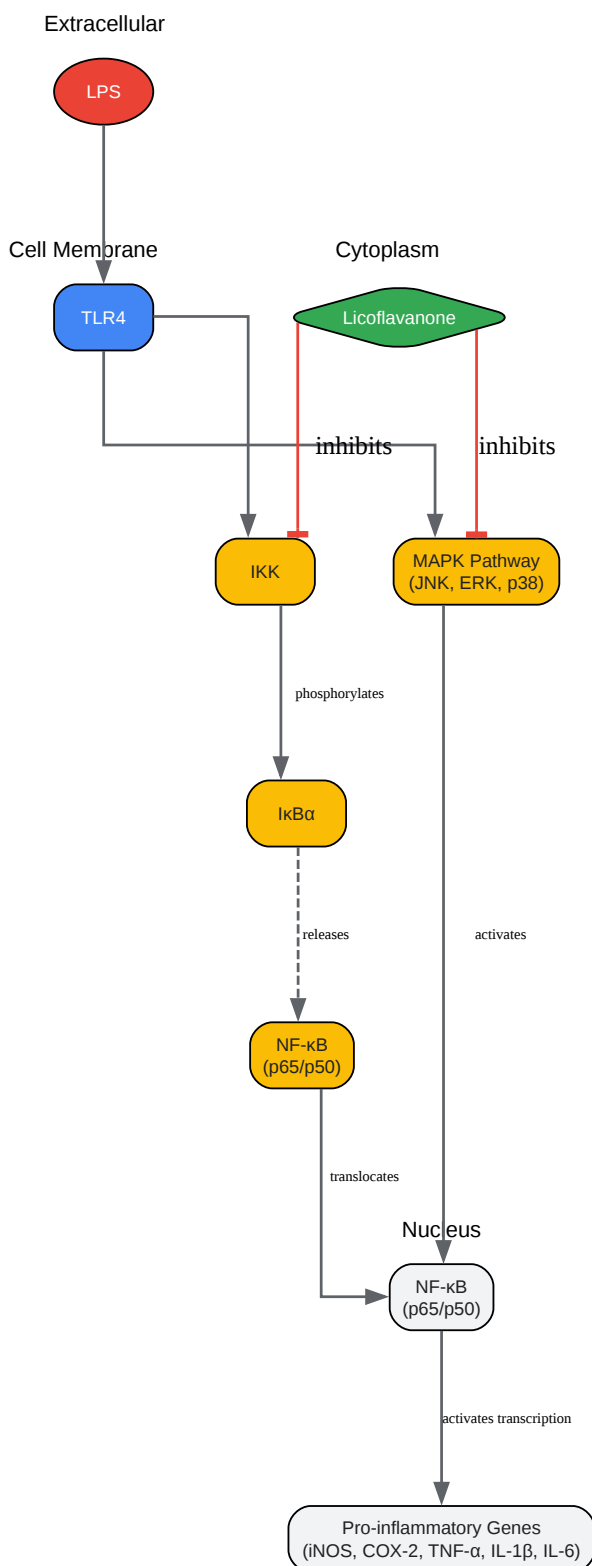 Extracellular
LPS
Cell Membrane
Cytoplasm
TLR4
Licoflavanone
inhibits
inhibits
IKK
MAPK Pathway
(JNK, ERK, p38)
phosphorylates
IκBα
releases
activates
NF-κB
(p65/p50)
translocates
Nucleus
NF-κB
(p65/p50)
activates transcription
Pro-inflammatory Genes
(iNOS, COX-2, TNF-α, IL-1β, IL-6)